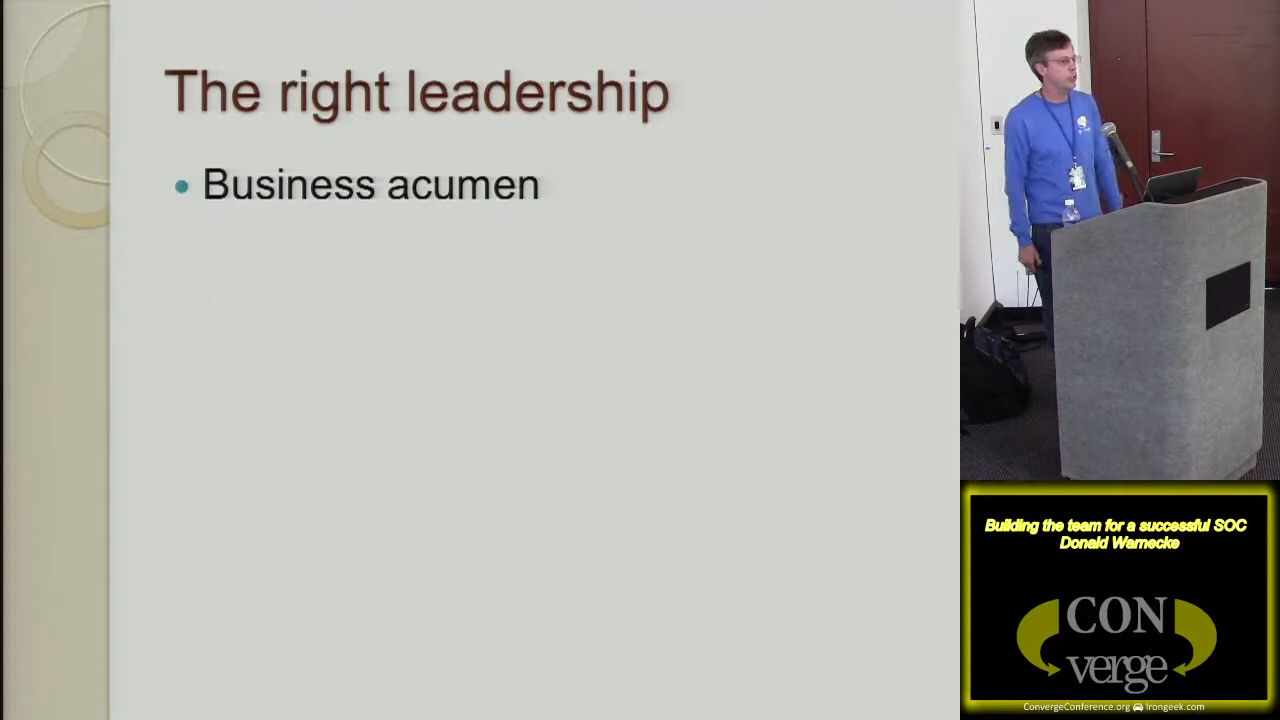 The right leadership
• Business acumen
Building the team for a successful SOC
Donald Warnecke
CON
verge
ConvergeConference.org Irongeek.com